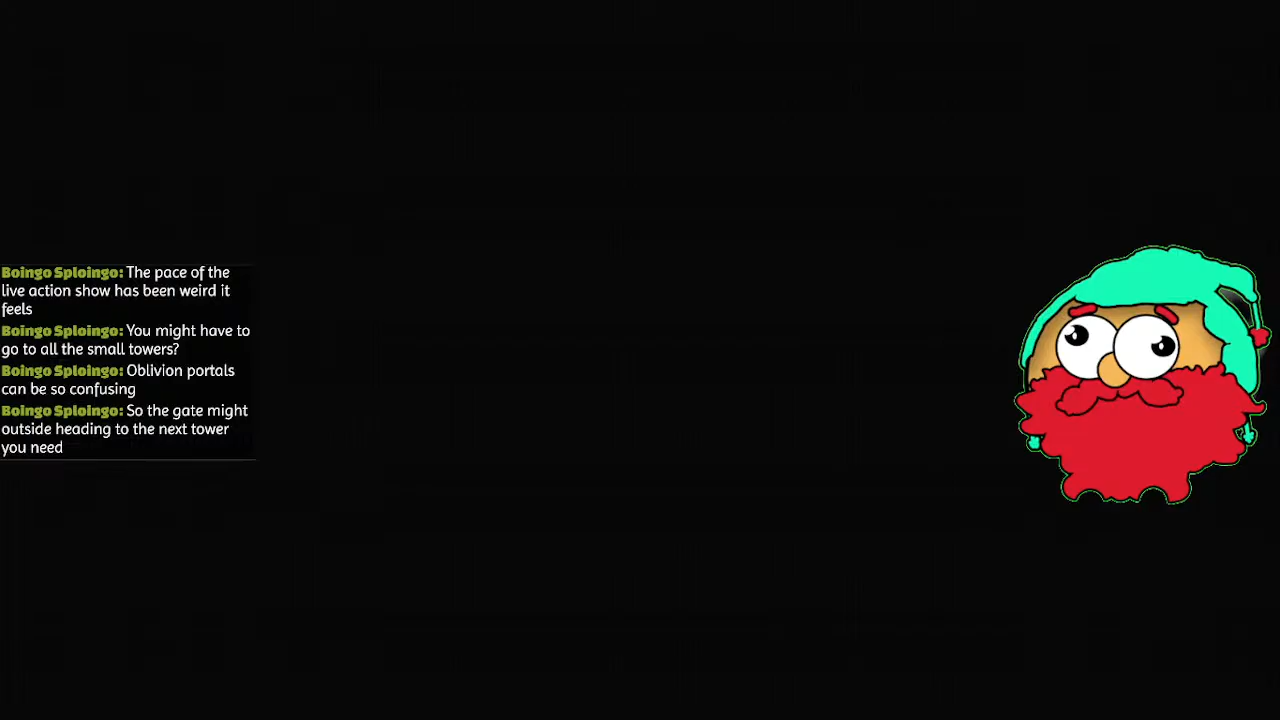 Boingo Sploingo: The pace of the
live action show has been weird it
feels
Boingo Sploingo: You might have to
go to all the small towers?
Boingo Sploingo: Oblivion portals
can be so confusing
Boingo Sploingo: So the gate might
outside heading to the next tower
you need